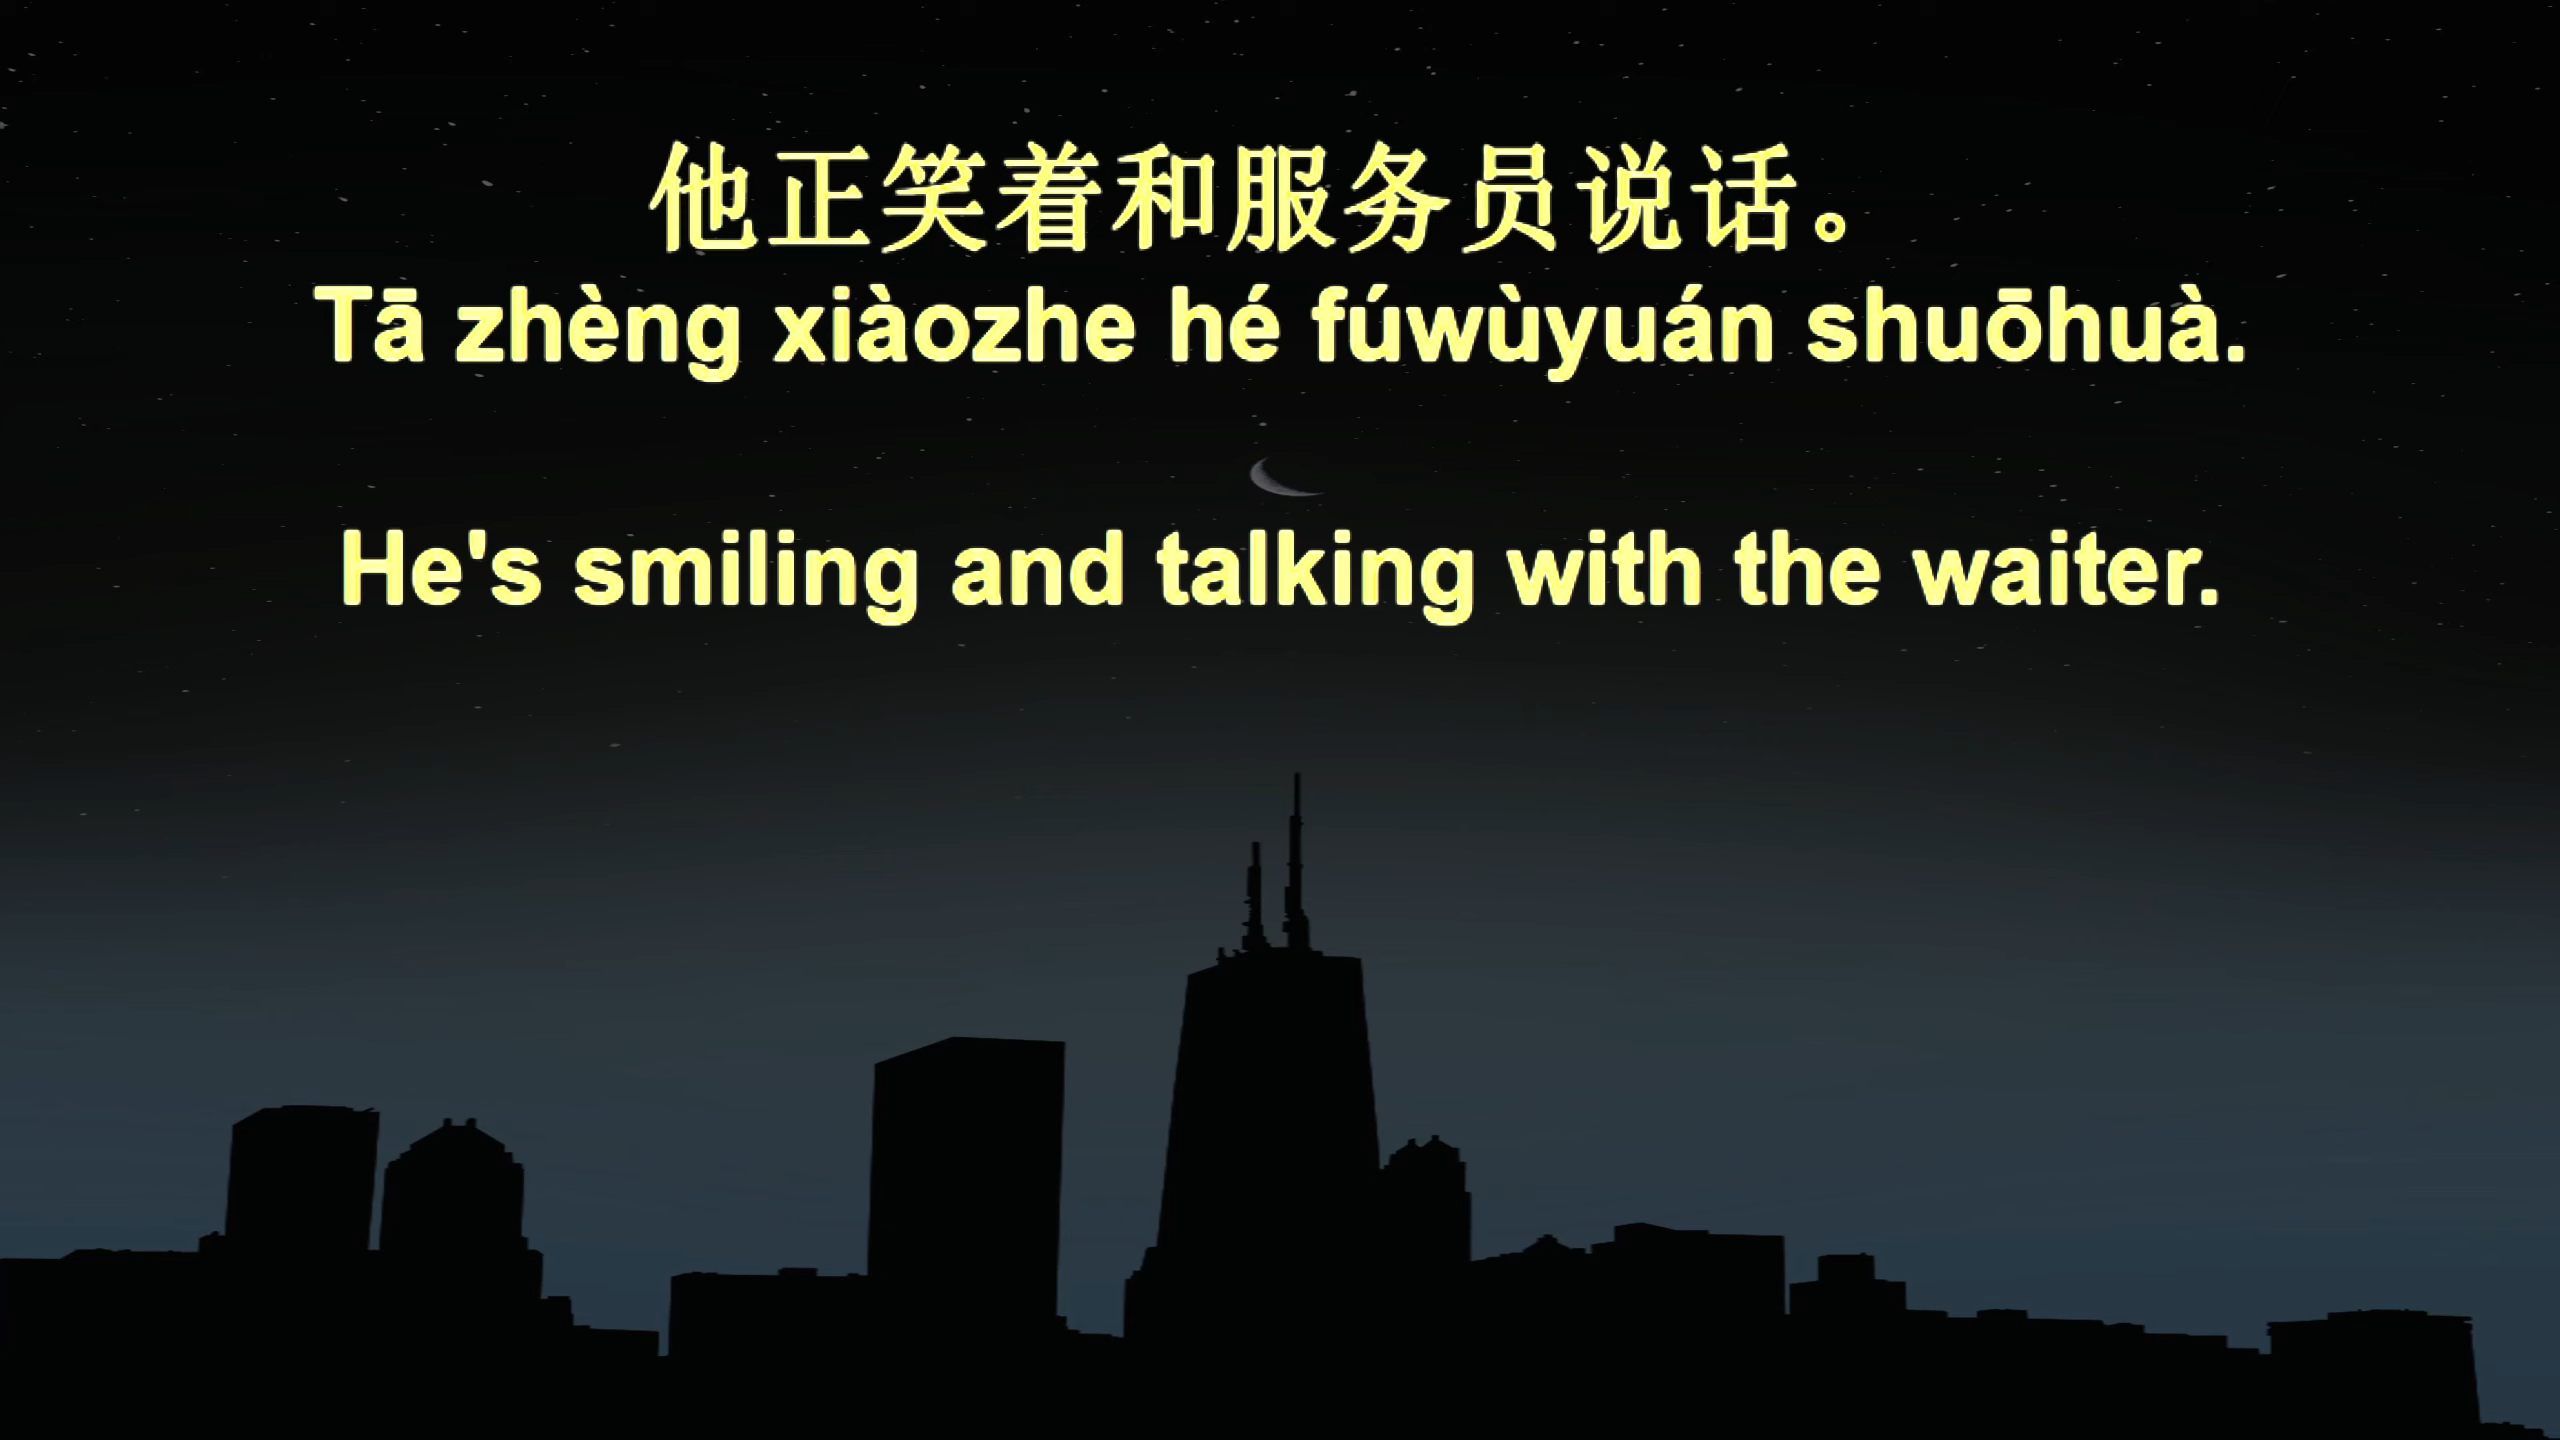 他正笑着和服务员说话。
Tā zhèng xiàozhe hé fúwùyuán shuōhuà.
He's smiling and talking with the waiter.